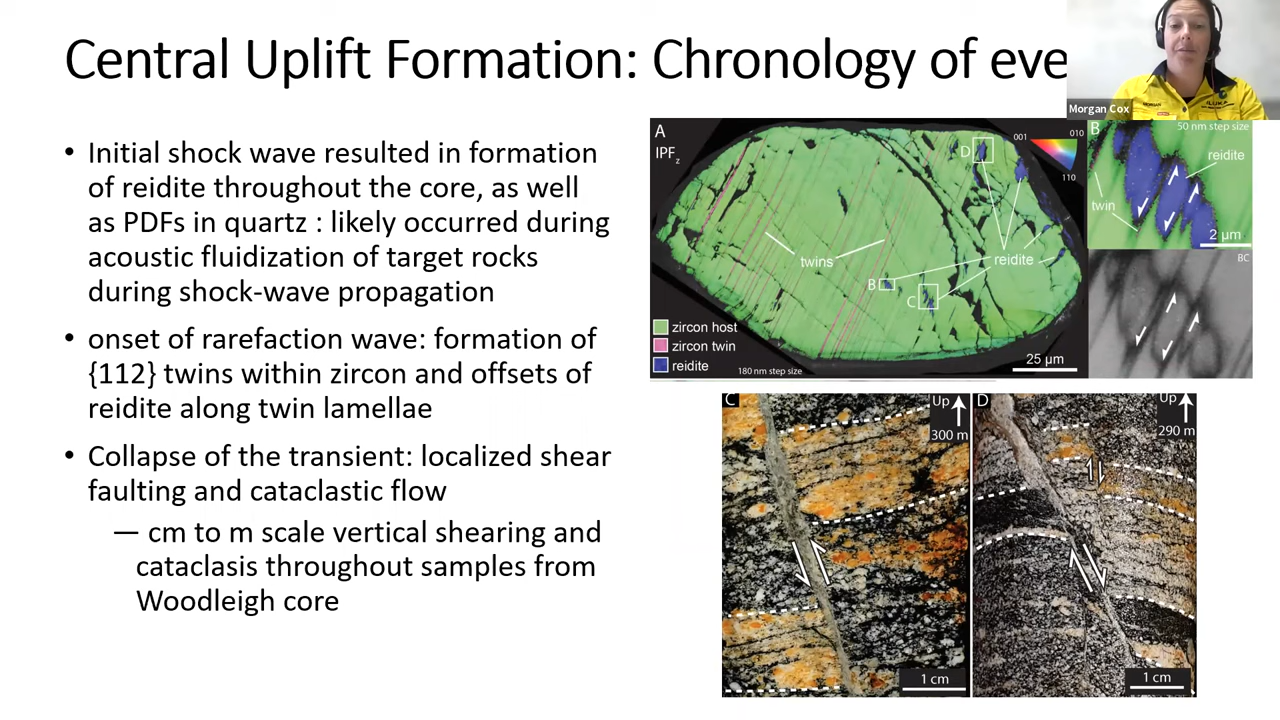 Central Uplift Formation: Chronology of eve
Morgan Cox
MORGAN
ILUKA
• Initial shock wave resulted in formation
of reidite throughout the core, as well
as PDFs in quartz : likely occurred during
acoustic fluidization of target rocks
during shock-wave propagation
• onset of rarefaction wave: formation of
{112} twins within zircon and offsets of
reidite along twin lamellae
• Collapse of the transient: localized shear
faulting and cataclastic flow
— cm to m scale vertical shearing and
cataclasis throughout samples from
Woodleigh core
A
IPFz
D
001
010
110
twins
reidite
B
C
zircon host
zircon twin
reidite
180 nm step size
25 µm
B
50 nm step size
reidite
twin
2 µm
BC
C
Up
300 m
1 cm
D
Up
290 m
1 cm